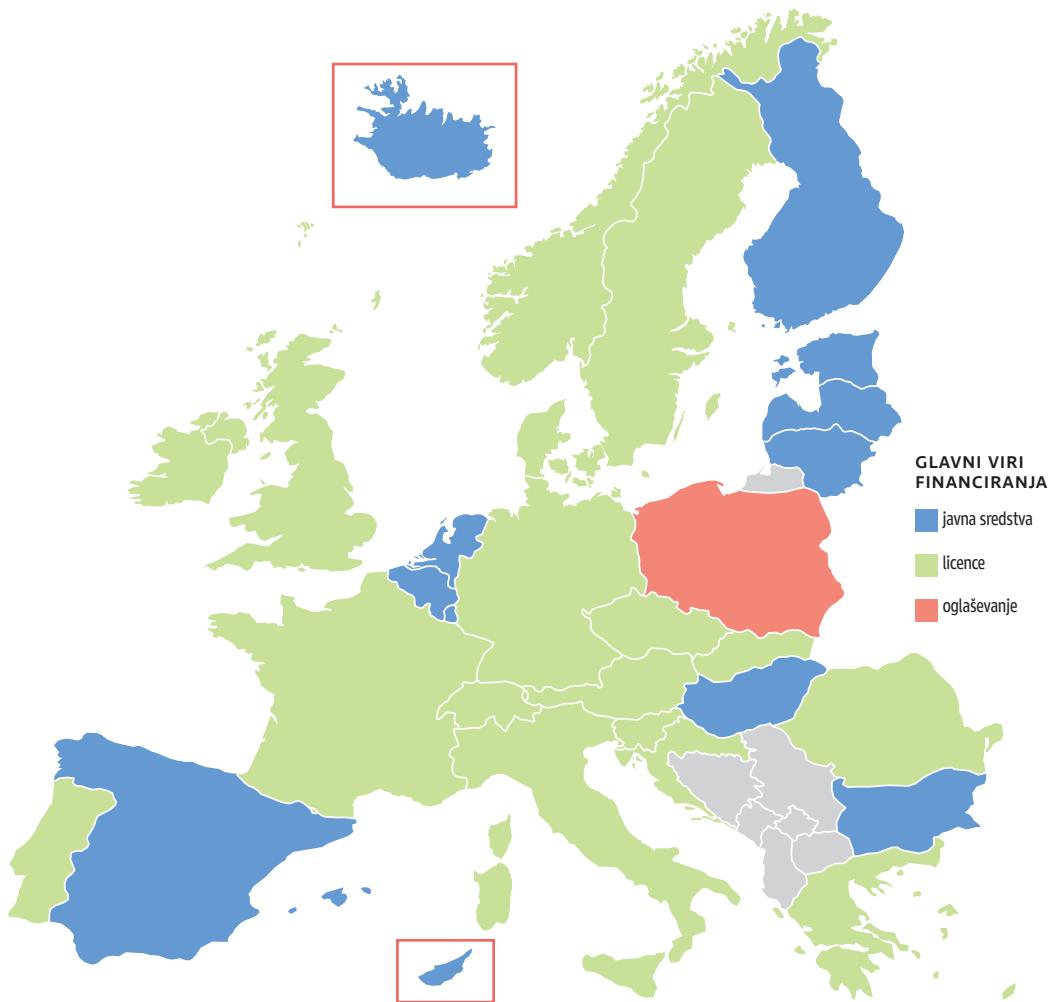 GLAVNI VIRI
FINANCIRANJA
javna sredstva
licence
oglaševanje